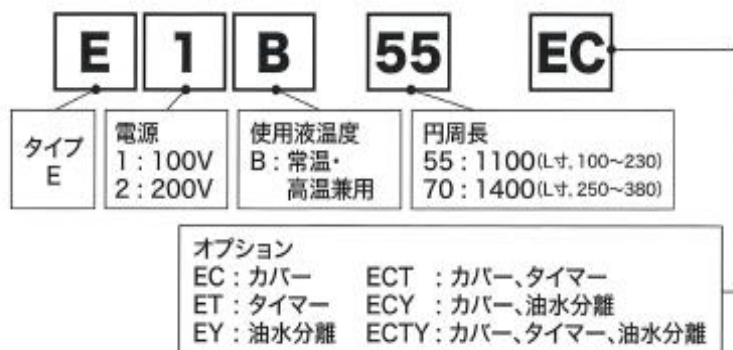 E 1 B 55 EC
タイプ
E
電源
1：100V
2：200V
使用液温度
B：常温・
高温兼用
円周長
55：1100(L寸.100～230)
70：1400(L寸.250～380)
オプション
EC：カバー ECT ：カバー、タイマー
ET：タイマー ECY ：カバー、油水分離
EY：油水分離 ECTY：カバー、タイマー、油水分離